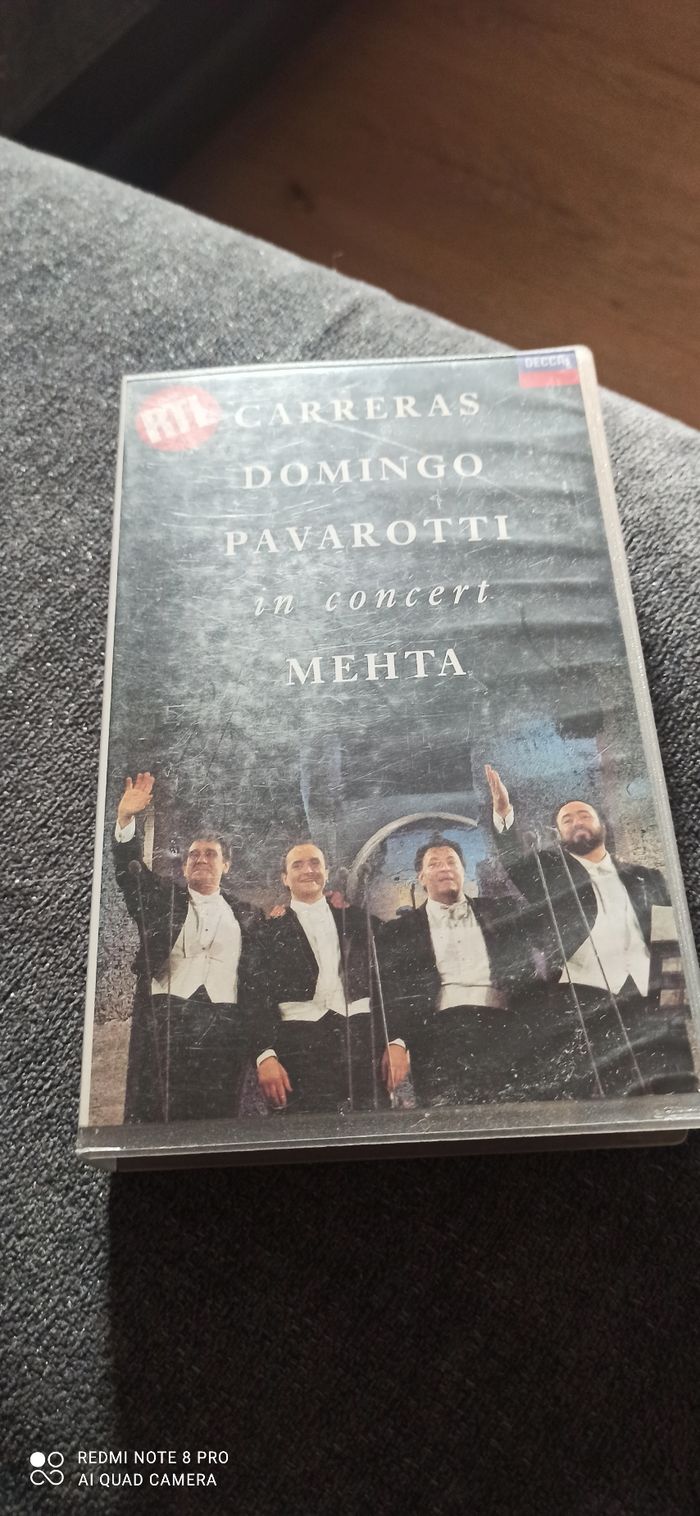 DECCA
RTL
CARRERAS
DOMINGO
PAVAROTTI
in concert
MEHTA
REDMI NOTE 8 PRO
AI QUAD CAMERA